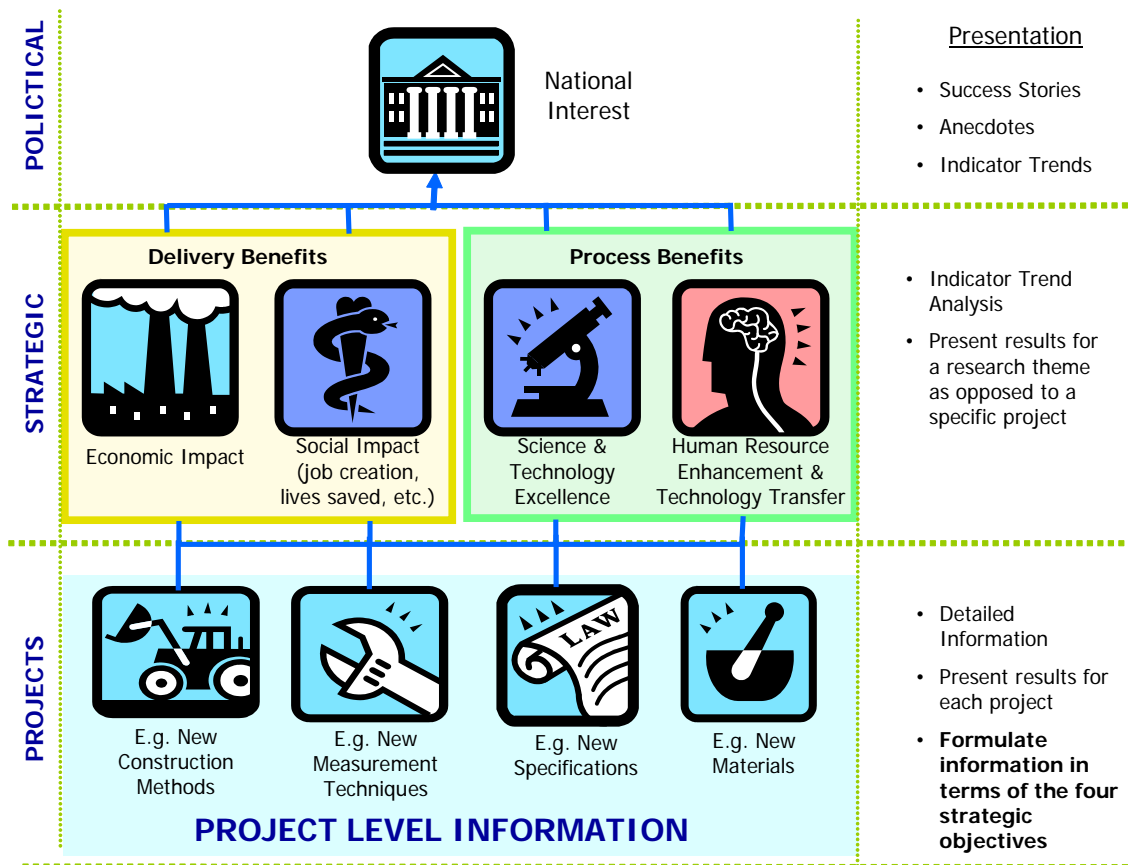 POLICTICAL
National
Interest
Presentation
• Success Stories
• Anecdotes
• Indicator Trends
STRATEGIC
Delivery Benefits
Economic Impact
Social Impact
(job creation,
lives saved, etc.)
Process Benefits
Science &
Technology
Excellence
Human Resource
Enhancement &
Technology Transfer
• Indicator Trend
Analysis
• Present results for
a research theme
as opposed to a
specific project
PROJECTS
E.g. New
Construction
Methods
E.g. New
Measurement
Techniques
LAW
E.g. New
Specifications
E.g. New
Materials
PROJECT LEVEL INFORMATION
• Detailed
Information
• Present results for
each project
• Formulate
information in
terms of the four
strategic
objectives